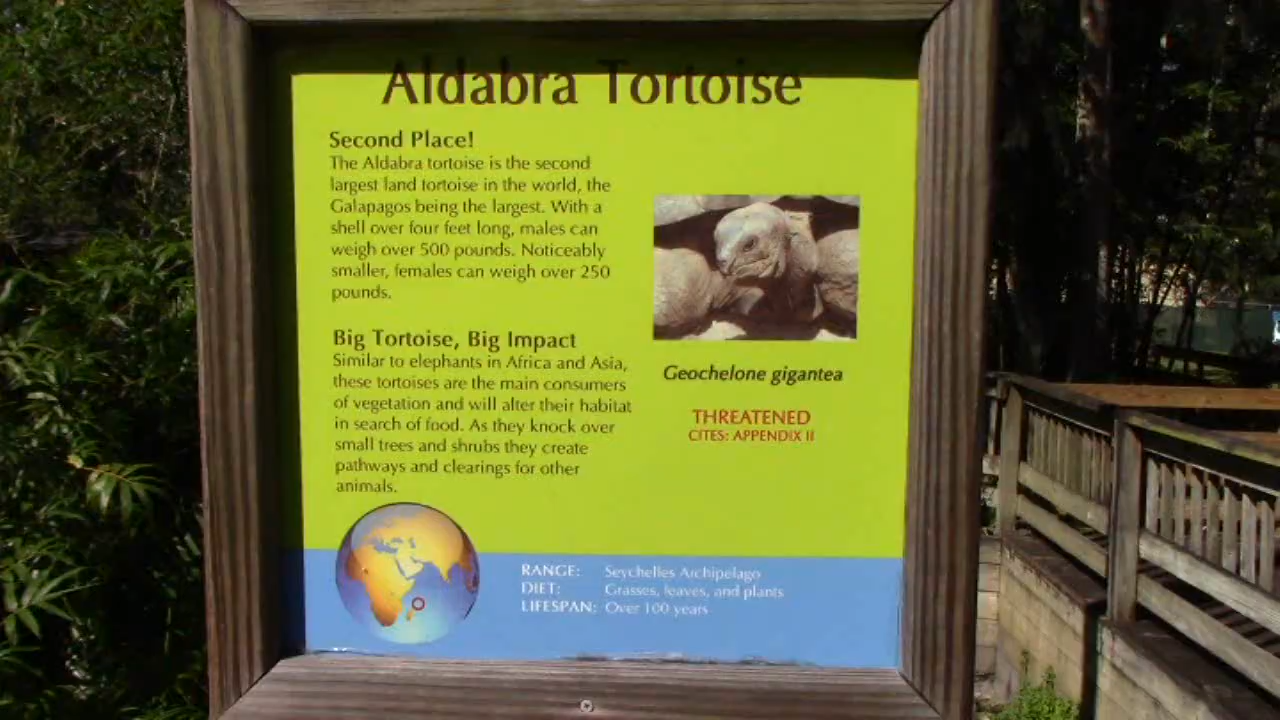 Aldabra Tortoise
Second Place!
The Aldabra tortoise is the second
largest land tortoise in the world, the
Galapagos being the largest. With a
shell over four feet long, males can
weigh over 500 pounds. Noticeably
smaller, females can weigh over 250
pounds.
Big Tortoise, Big Impact
Similar to elephants in Africa and Asia,
these tortoises are the main consumers
of vegetation and will alter their habitat
in search of food. As they knock over
small trees and shrubs they create
pathways and clearings for other
animals.
Geochelone gigantea
THREATENED
CITES: APPENDIX II
RANGE: Seychelles Archipelago
DIET: Grasses, leaves, and plants
LIFESPAN: Over 100 years